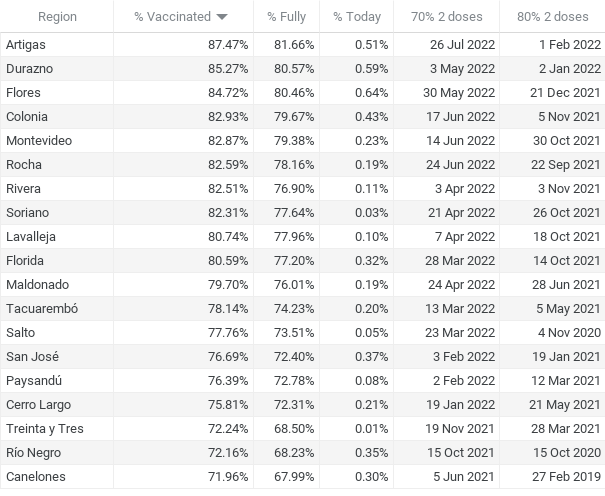 Region % Vaccinated % Fully % Today 70% 2 doses 80% 2 doses
Artigas 87.47% 81.66% 0.51% 26 Jul 2022 1 Feb 2022
Durazno 85.27% 80.57% 0.59% 3 May 2022 2 Jan 2022
Flores 84.72% 80.46% 0.64% 30 May 2022 21 Dec 2021
Colonia 82.93% 79.67% 0.43% 17 Jun 2022 5 Nov 2021
Montevideo 82.87% 79.38% 0.23% 14 Jun 2022 30 Oct 2021
Rocha 82.59% 78.16% 0.19% 24 Jun 2022 22 Sep 2021
Rivera 82.51% 76.90% 0.11% 3 Apr 2022 3 Nov 2021
Soriano 82.31% 77.64% 0.03% 21 Apr 2022 26 Oct 2021
Lavalleja 80.74% 77.96% 0.10% 7 Apr 2022 18 Oct 2021
Florida 80.59% 77.20% 0.32% 28 Mar 2022 14 Oct 2021
Maldonado 79.70% 76.01% 0.19% 24 Apr 2022 28 Jun 2021
Tacuarembó 78.14% 74.23% 0.20% 13 Mar 2022 5 May 2021
Salto 77.76% 73.51% 0.05% 23 Mar 2022 4 Nov 2020
San José 76.69% 72.40% 0.37% 3 Feb 2022 19 Jan 2021
Paysandú 76.39% 72.78% 0.08% 2 Feb 2022 12 Mar 2021
Cerro Largo 75.81% 72.31% 0.21% 19 Jan 2022 21 May 2021
Treinta y Tres 72.24% 68.50% 0.01% 19 Nov 2021 28 Mar 2021
Río Negro 72.16% 68.23% 0.35% 15 Oct 2021 15 Oct 2020
Canelones 71.96% 67.99% 0.30% 5 Jun 2021 27 Feb 2019